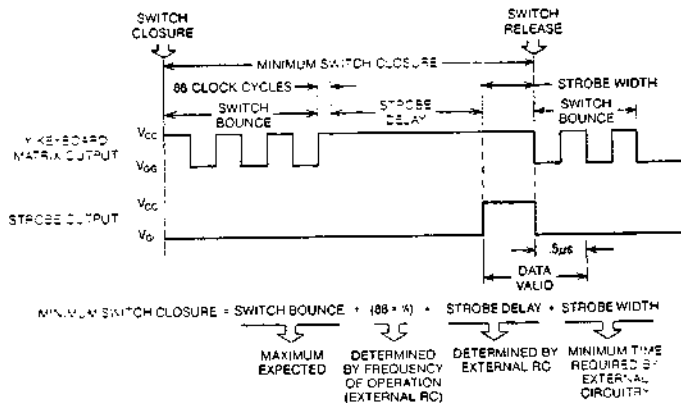 SWITCH CLOSURE
SWITCH RELEASE
MINIMUM SWITCH CLOSURE
88 CLOCK CYCLES
STROBE WIDTH
SWITCH BOUNCE
STROBE DELAY
SWITCH BOUNCE
Y KEYBOARD MATRIX OUTPUT
VCC
VGG
STROBE OUTPUT
VCC
.5µs
DATA VALID
MINIMUM SWITCH CLOSURE = SWITCH BOUNCE + (88 × ) + STROBE DELAY + STROBE WIDTH
MAXIMUM EXPECTED
DETERMINED BY FREQUENCY OF OPERATION (EXTERNAL RC)
DETERMINED BY EXTERNAL RC
MINIMUM TIME REQUIRED BY EXTERNAL CIRCUITRY